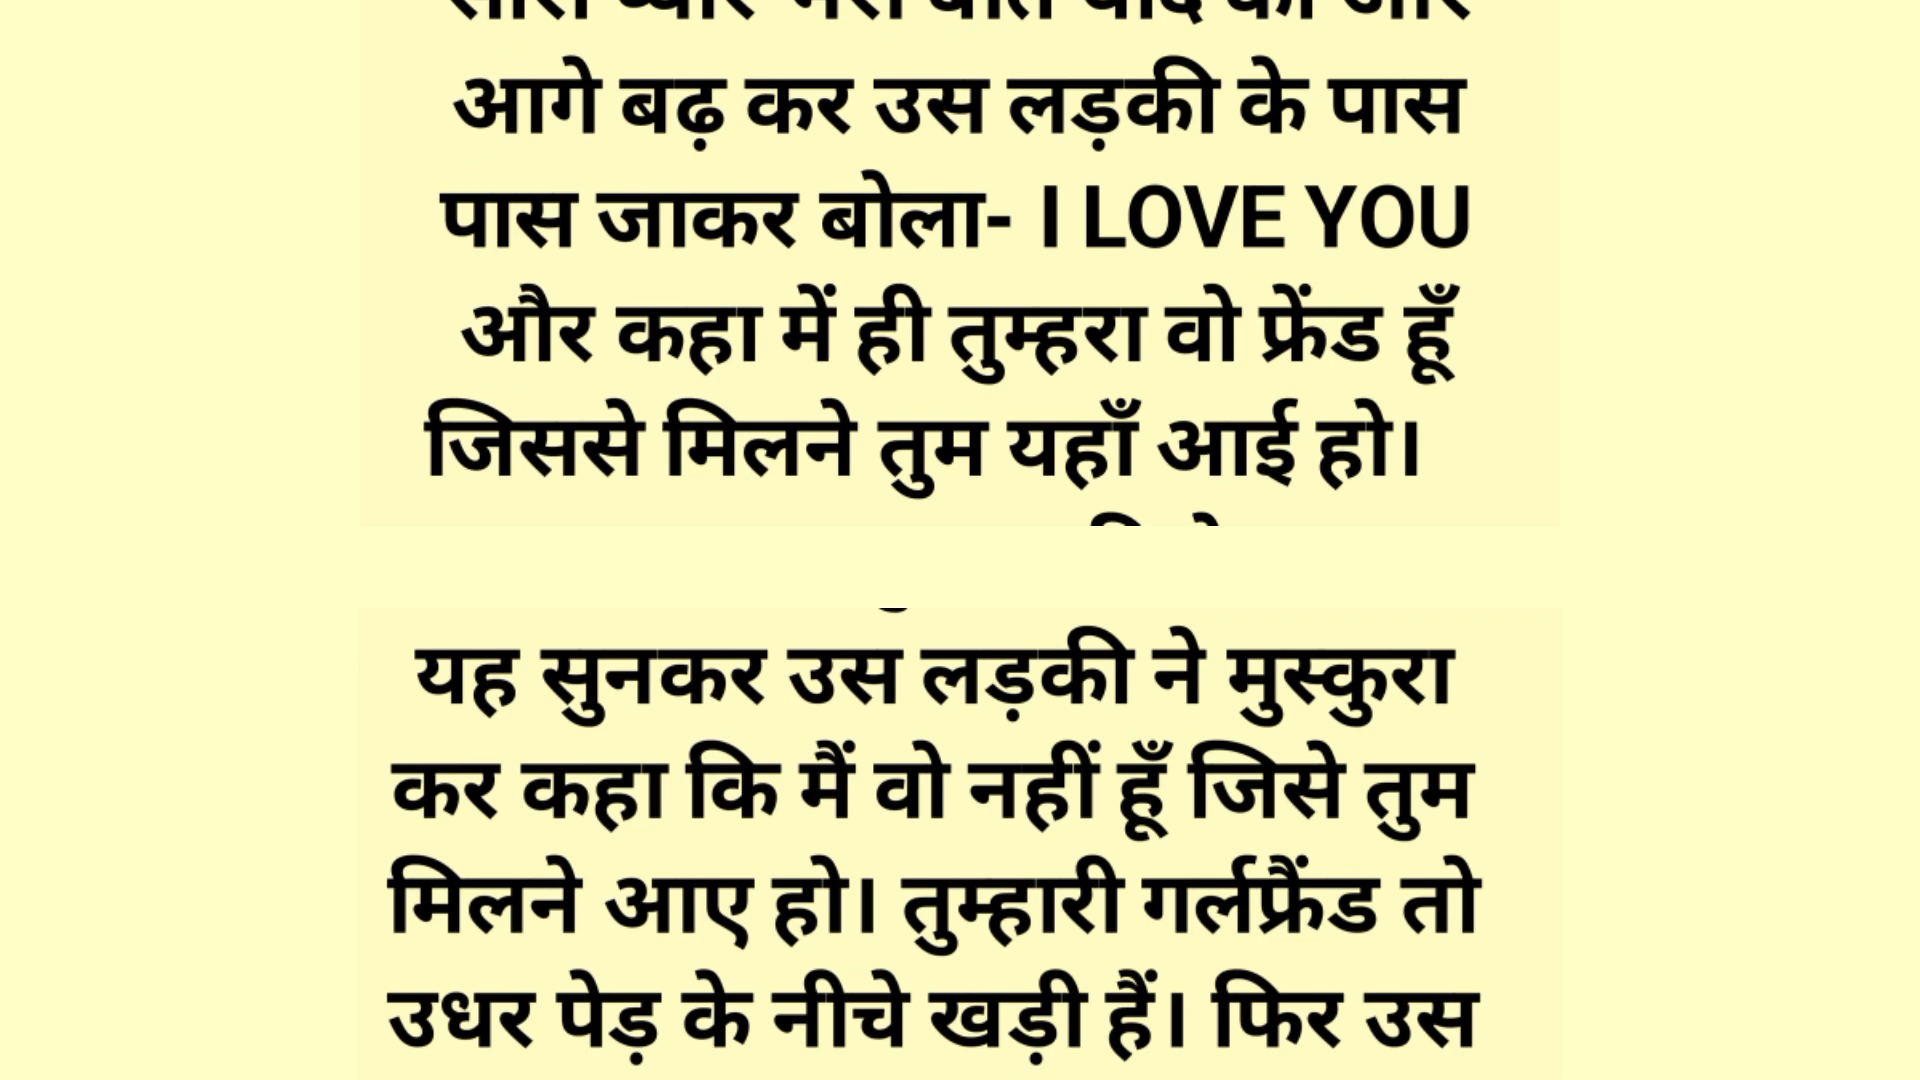 आगे बढ़ कर उस लड़की के पास
पास जाकर बोला- I LOVE YOU
और कहा में ही तुम्हरा वो फ्रेंड हूँ
जिससे मिलने तुम यहाँ आई हो।
यह सुनकर उस लड़की ने मुस्कुरा
कर कहा कि मैं वो नहीं हूँ जिसे तुम
मिलने आए हो। तुम्हारी गर्लफ्रैंड तो
उधर पेड़ के नीचे खड़ी हैं। फिर उस